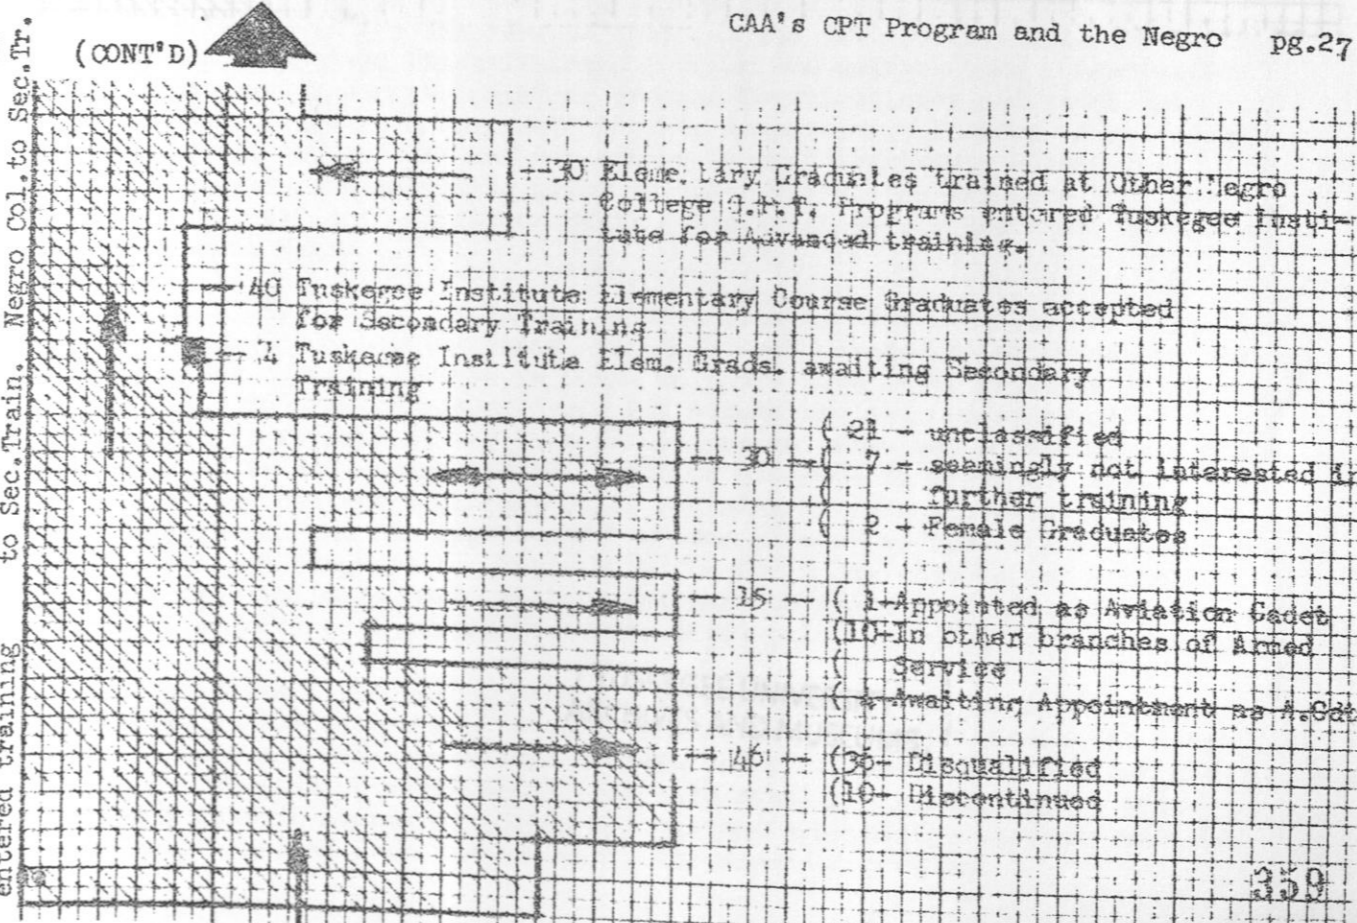 CAA's CPT Program and the Negro pg.27
(CONT'D)
Negro Col. to Sec.Tr.
to Sec.Train.
entered training
--30 Elementary Graduates trained at Other Negro
College C.P.T. Programs entered Tuskegee Insti-
tute for Advanced training.
-- 40 Tuskegee Institute Elementary Course Graduates accepted
for Secondary Training
-- 4 Tuskegee Institute Elem. Grads. awaiting Secondary
Training
-- 30 --( 21 - unclassified
( 7 - seemingly not interested in
( further training
( 2 - Female Graduates
-- 15 -- ( 1-Appointed as Aviation Cadet
(10-In other branches of Armed
( Service
( 4-Awaiting Appointment as A.Cdt
-- 46 -- (36- Disqualified
(10- Discontinued
359